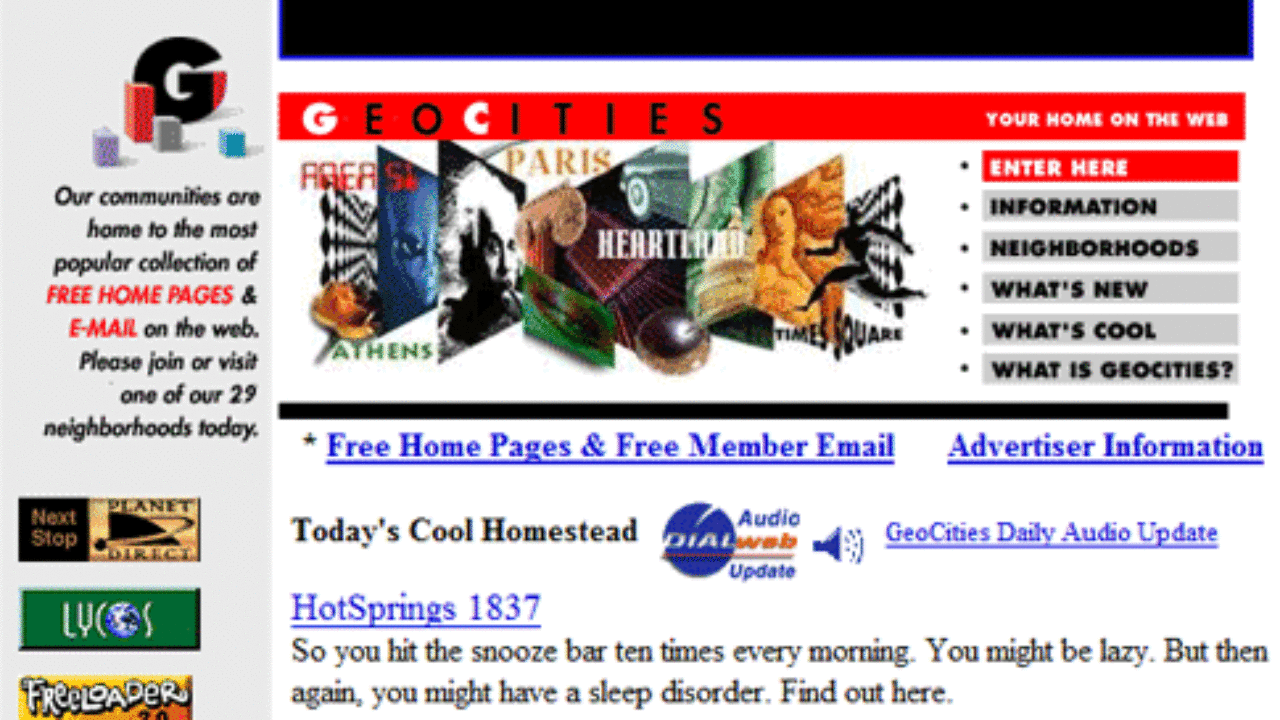 G
Our communities are
home to the most
popular collection of
FREE HOME PAGES &
E-MAIL on the web.
Please join or visit
one of our 29
neighborhoods today.
Next
Stop
PLANET
DIRECT
LYCOS
FREELOADER
2.0
GEOCITIES
YOUR HOME ON THE WEB
AREA 51
PARIS
HEARTLAND
ATHENS
TIMES SQUARE
• ENTER HERE
• INFORMATION
• NEIGHBORHOODS
• WHAT'S NEW
• WHAT'S COOL
• WHAT IS GEOCITIES?
* Free Home Pages & Free Member Email Advertiser Information
Today's Cool Homestead
Audio
DIALweb
Update
GeoCities Daily Audio Update
HotSprings 1837
So you hit the snooze bar ten times every morning. You might be lazy. But then
again, you might have a sleep disorder. Find out here.